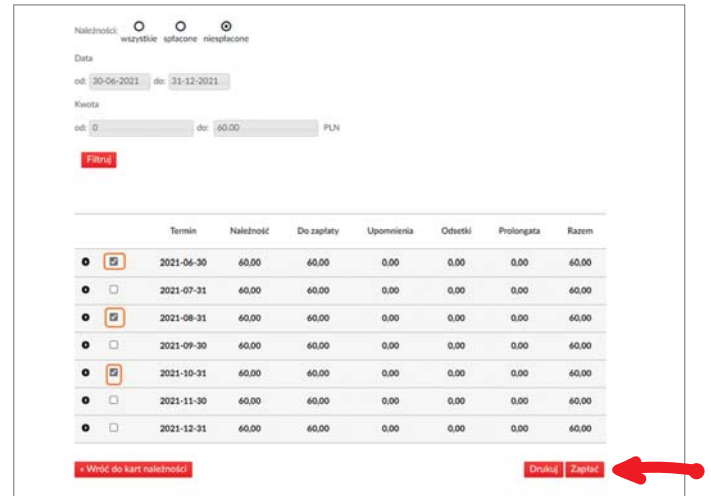 Należności:
wszystkie spłacone niespłacone
Data
od: 30-06-2021 do: 31-12-2021
Kwota
od: 0 do: 60.00 PLN
Filtruj
Termin Należność Do zapłaty Upomnienia Odsetki Prolongata Razem
2021-06-30 60,00 60,00 0,00 0,00 0,00 60,00
2021-07-31 60,00 60,00 0,00 0,00 0,00 60,00
2021-08-31 60,00 60,00 0,00 0,00 0,00 60,00
2021-09-30 60,00 60,00 0,00 0,00 0,00 60,00
2021-10-31 60,00 60,00 0,00 0,00 0,00 60,00
2021-11-30 60,00 60,00 0,00 0,00 0,00 60,00
2021-12-31 60,00 60,00 0,00 0,00 0,00 60,00
« Wróć do kart należności Drukuj Zapłać